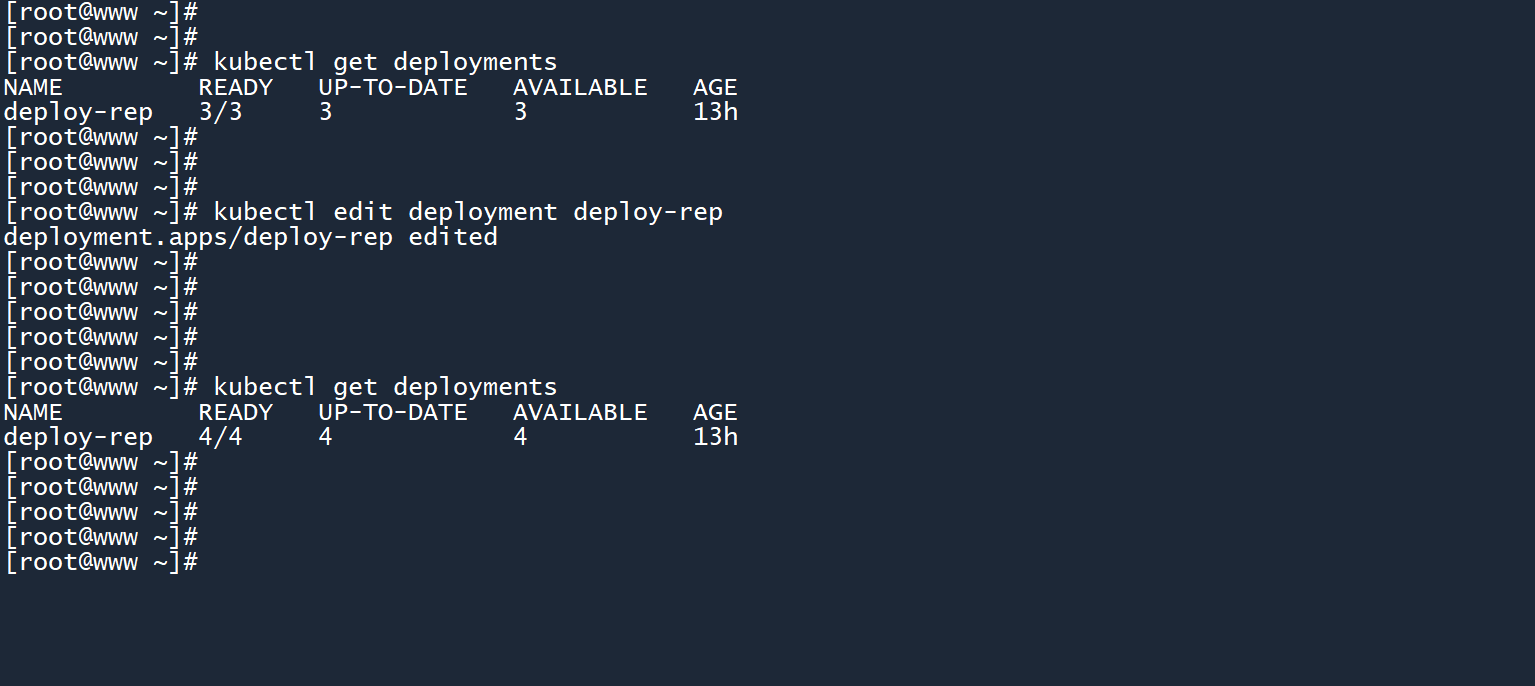 [root@www ~]#
[root@www ~]#
[root@www ~]# kubectl get deployments
NAME         READY   UP-TO-DATE   AVAILABLE   AGE
deploy-rep   3/3     3            3           13h
[root@www ~]#
[root@www ~]#
[root@www ~]#
[root@www ~]# kubectl edit deployment deploy-rep
deployment.apps/deploy-rep edited
[root@www ~]#
[root@www ~]#
[root@www ~]#
[root@www ~]#
[root@www ~]#
[root@www ~]# kubectl get deployments
NAME         READY   UP-TO-DATE   AVAILABLE   AGE
deploy-rep   4/4     4            4           13h
[root@www ~]#
[root@www ~]#
[root@www ~]#
[root@www ~]#
[root@www ~]#